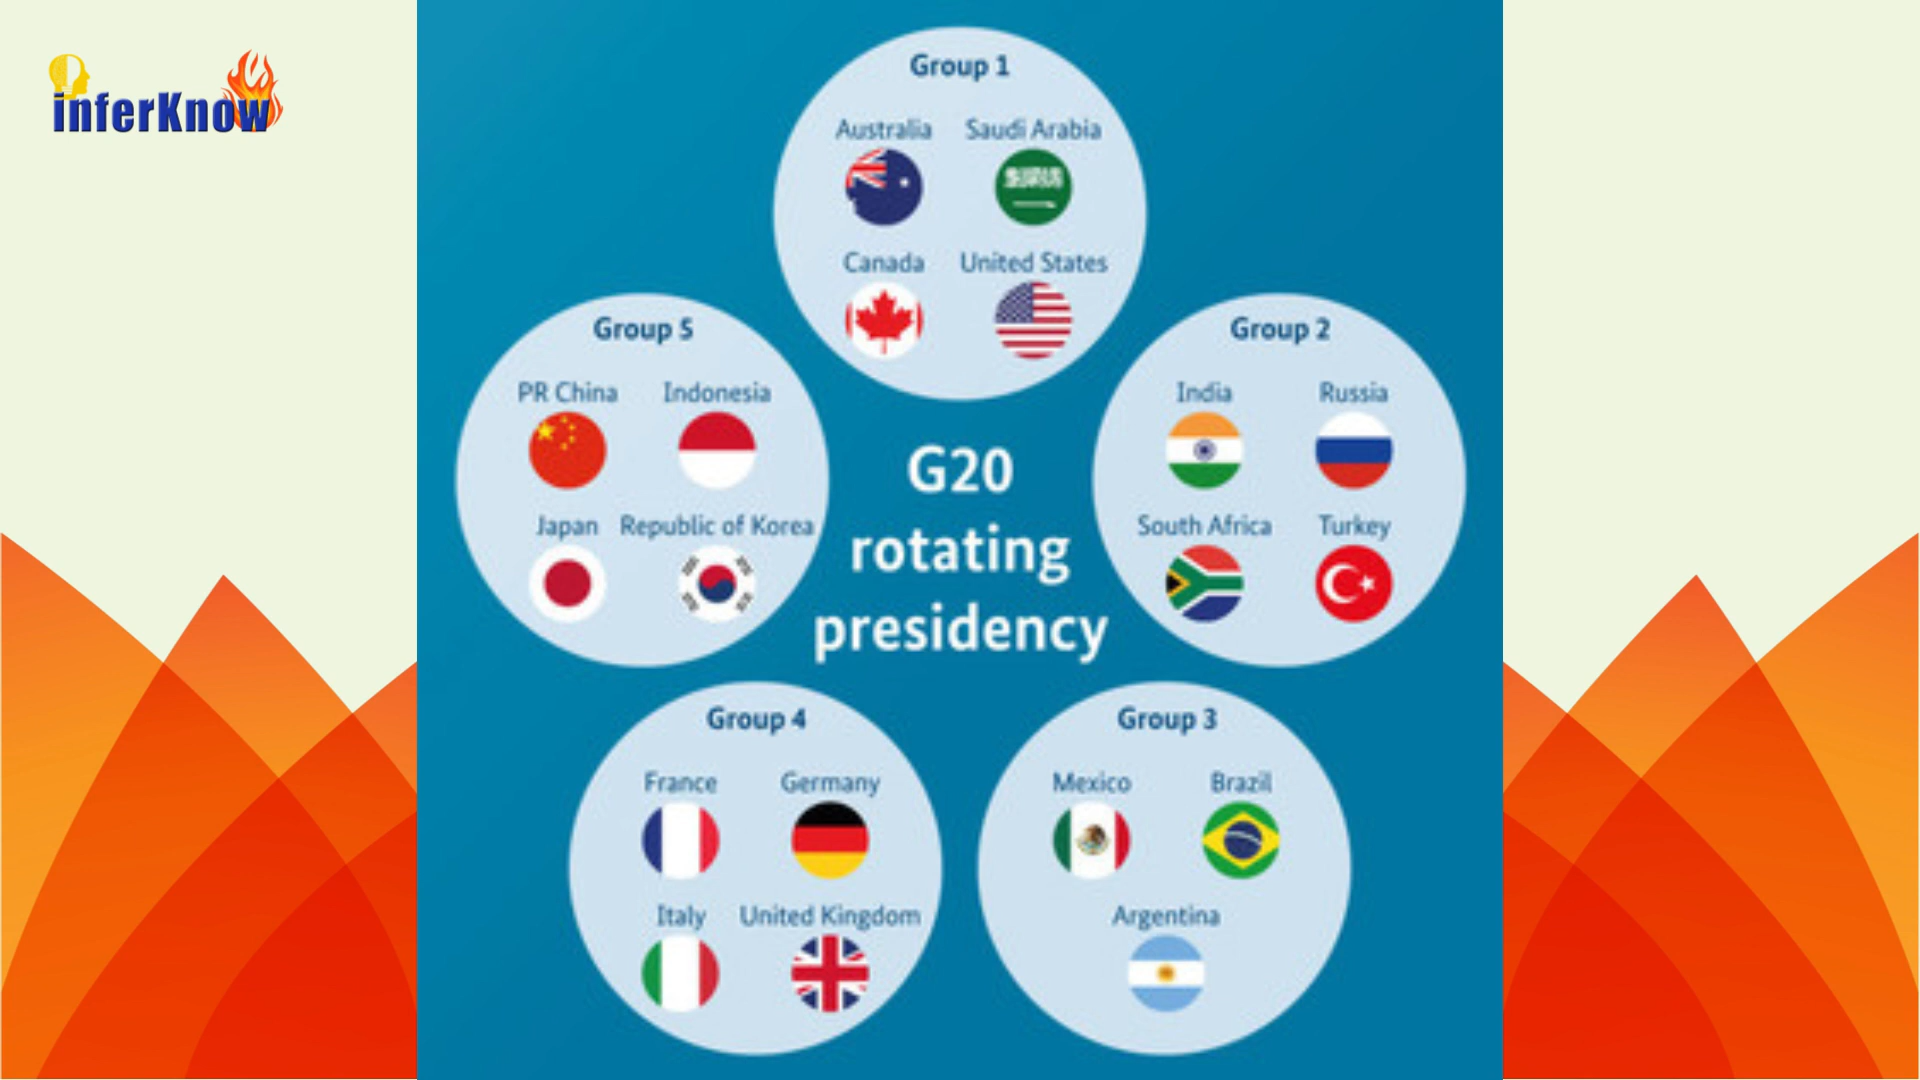 inferKnow
Group 1
Australia Saudi Arabia
Canada United States
Group 5
PR China Indonesia
Japan Republic of Korea
Group 2
India Russia
South Africa Turkey
G20
rotating
presidency
Group 4
France Germany
Italy United Kingdom
Group 3
Mexico Brazil
Argentina